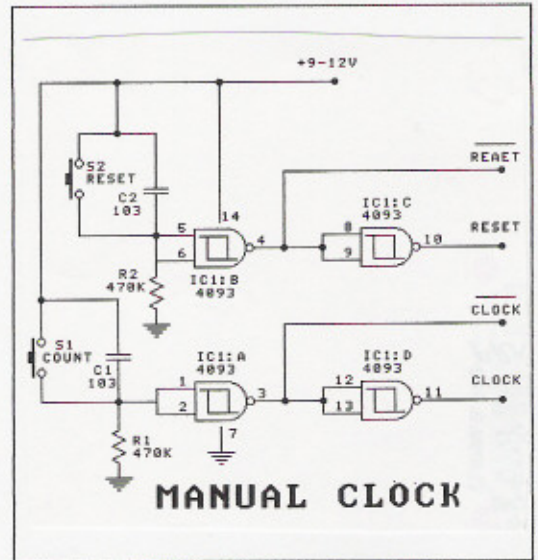 +9-12V
S2
RESET
C2
103
14
5
6
4
IC1:B
4093
R2
470K
REAET
IC1:C
4093
8
9
10
RESET
S1
COUNT
C1
103
1
2
3
IC1:A
4093
7
R1
470K
CLOCK
IC1:D
4093
12
13
11
CLOCK
MANUAL CLOCK